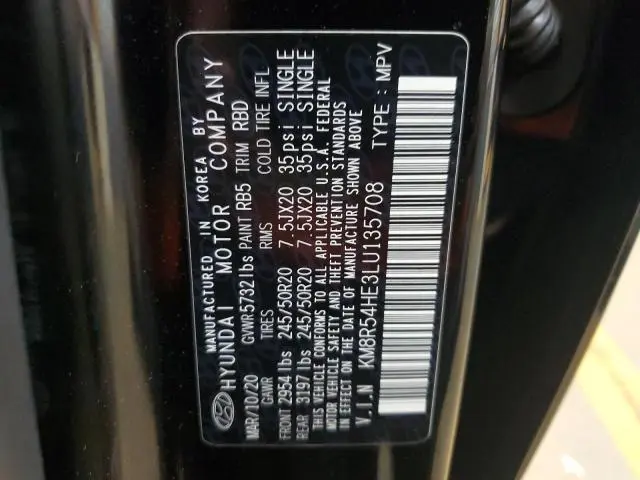 MANUFACTURED IN KOREA BY
HYUNDAI MOTOR COMPANY
MAR/10/20 GVWR5732 lbs PAINT RB5 TRIM RBD
GAWR TIRES RIMS COLD TIRE INFL
FRONT 2954 lbs 245/50R20 7.5JX20 35psi SINGLE
REAR 3197 lbs 245/50R20 7.5JX20 35psi SINGLE
THIS VEHICLE CONFORMS TO ALL APPLICABLE U.S.A. FEDERAL
MOTOR VEHICLE SAFETY AND THEFT PREVENTION STANDARDS
IN EFFECT ON THE DATE OF MANUFACTURE SHOWN ABOVE
V.I.N KM8R54HE3LU135708 TYPE : MPV